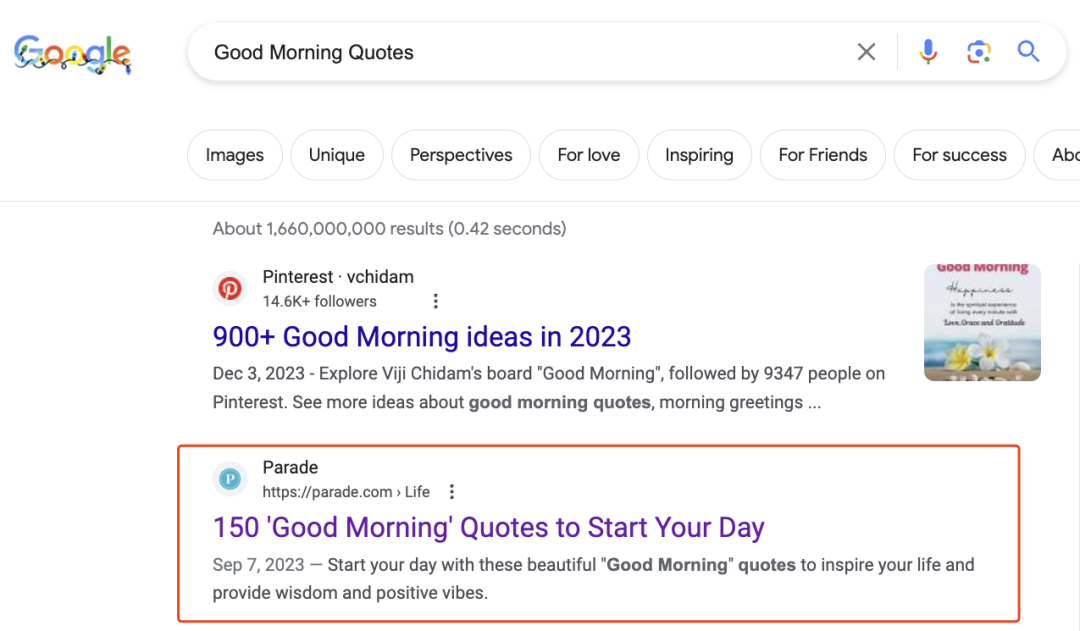 Google
Good Morning Quotes
Images
Unique
Perspectives
For love
Inspiring
For Friends
For success
About 1,660,000,000 results (0.42 seconds)
Pinterest · vchidam
14.6K+ followers
900+ Good Morning ideas in 2023
Dec 3, 2023 - Explore Viji Chidam's board "Good Morning", followed by 9347 people on
Pinterest. See more ideas about good morning quotes, morning greetings ...
Good Morning
Happiness
is the spiritual experience
of living every minute with
Love, Grace and Gratitude
P
Parade
https://parade.com › Life
150 'Good Morning' Quotes to Start Your Day
Sep 7, 2023 — Start your day with these beautiful "Good Morning" quotes to inspire your life and
provide wisdom and positive vibes.